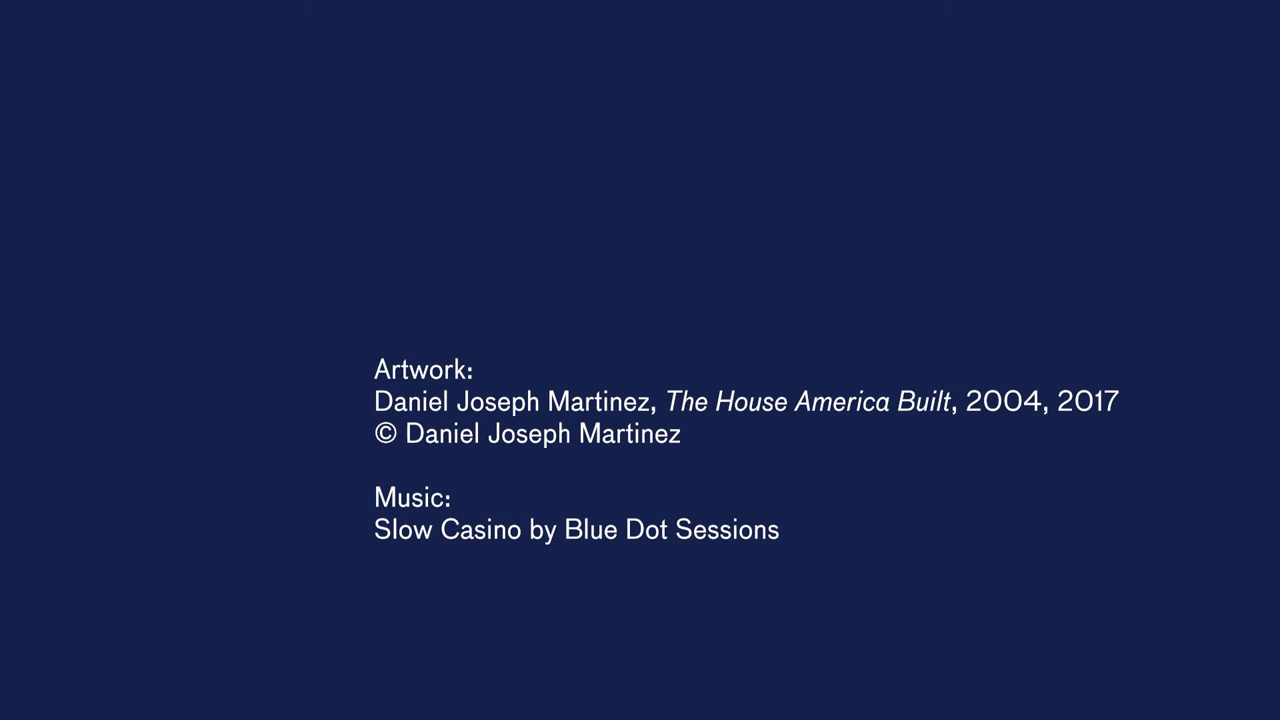 Artwork:
Daniel Joseph Martinez, The House America Built, 2004, 2017
© Daniel Joseph Martinez
Music:
Slow Casino by Blue Dot Sessions